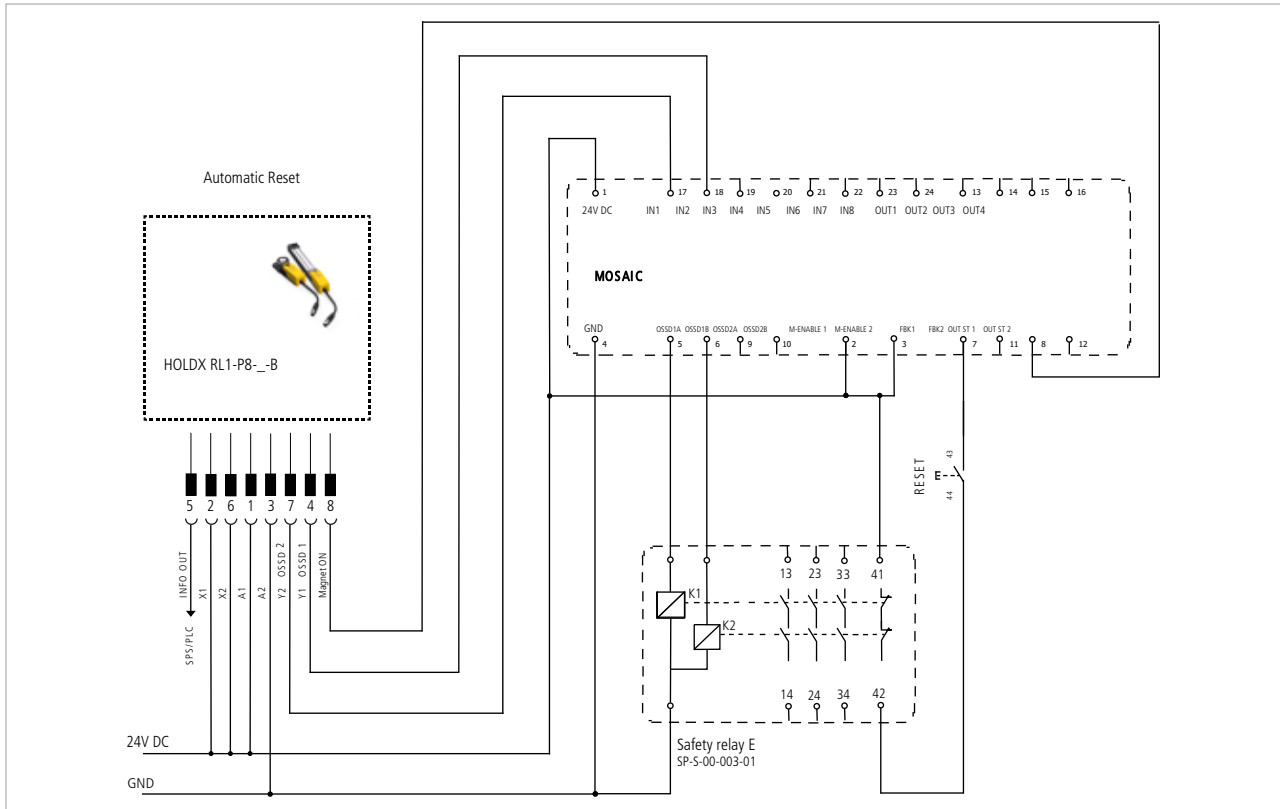 Automatic Reset
HOLDX RL1-P8-_-B
5 2 6 1 3 7 4 8
INFO OUT
X1
X2
A1
A2
Y2 OSSD 2
Y1 OSSD 1
Magnet ON
SPS/PLC
24V DC
GND
1 17 18 19 20 21 22 23 24 13 14 15 16
24V DC IN1 IN2 IN3 IN4 IN5 IN6 IN7 IN8 OUT1 OUT2 OUT3 OUT4
MOSAIC
GND OSSD1A OSSD1B OSSD2A OSSD2B M-ENABLE 1 M-ENABLE 2 FBK1 FBK2 OUT ST 1 OUT ST 2
4 5 6 9 10 2 3 7 11 8 12
RESET
43
E
44
13 23 33 41
K1
K2
14 24 34 42
Safety relay E
SP-S-00-003-01